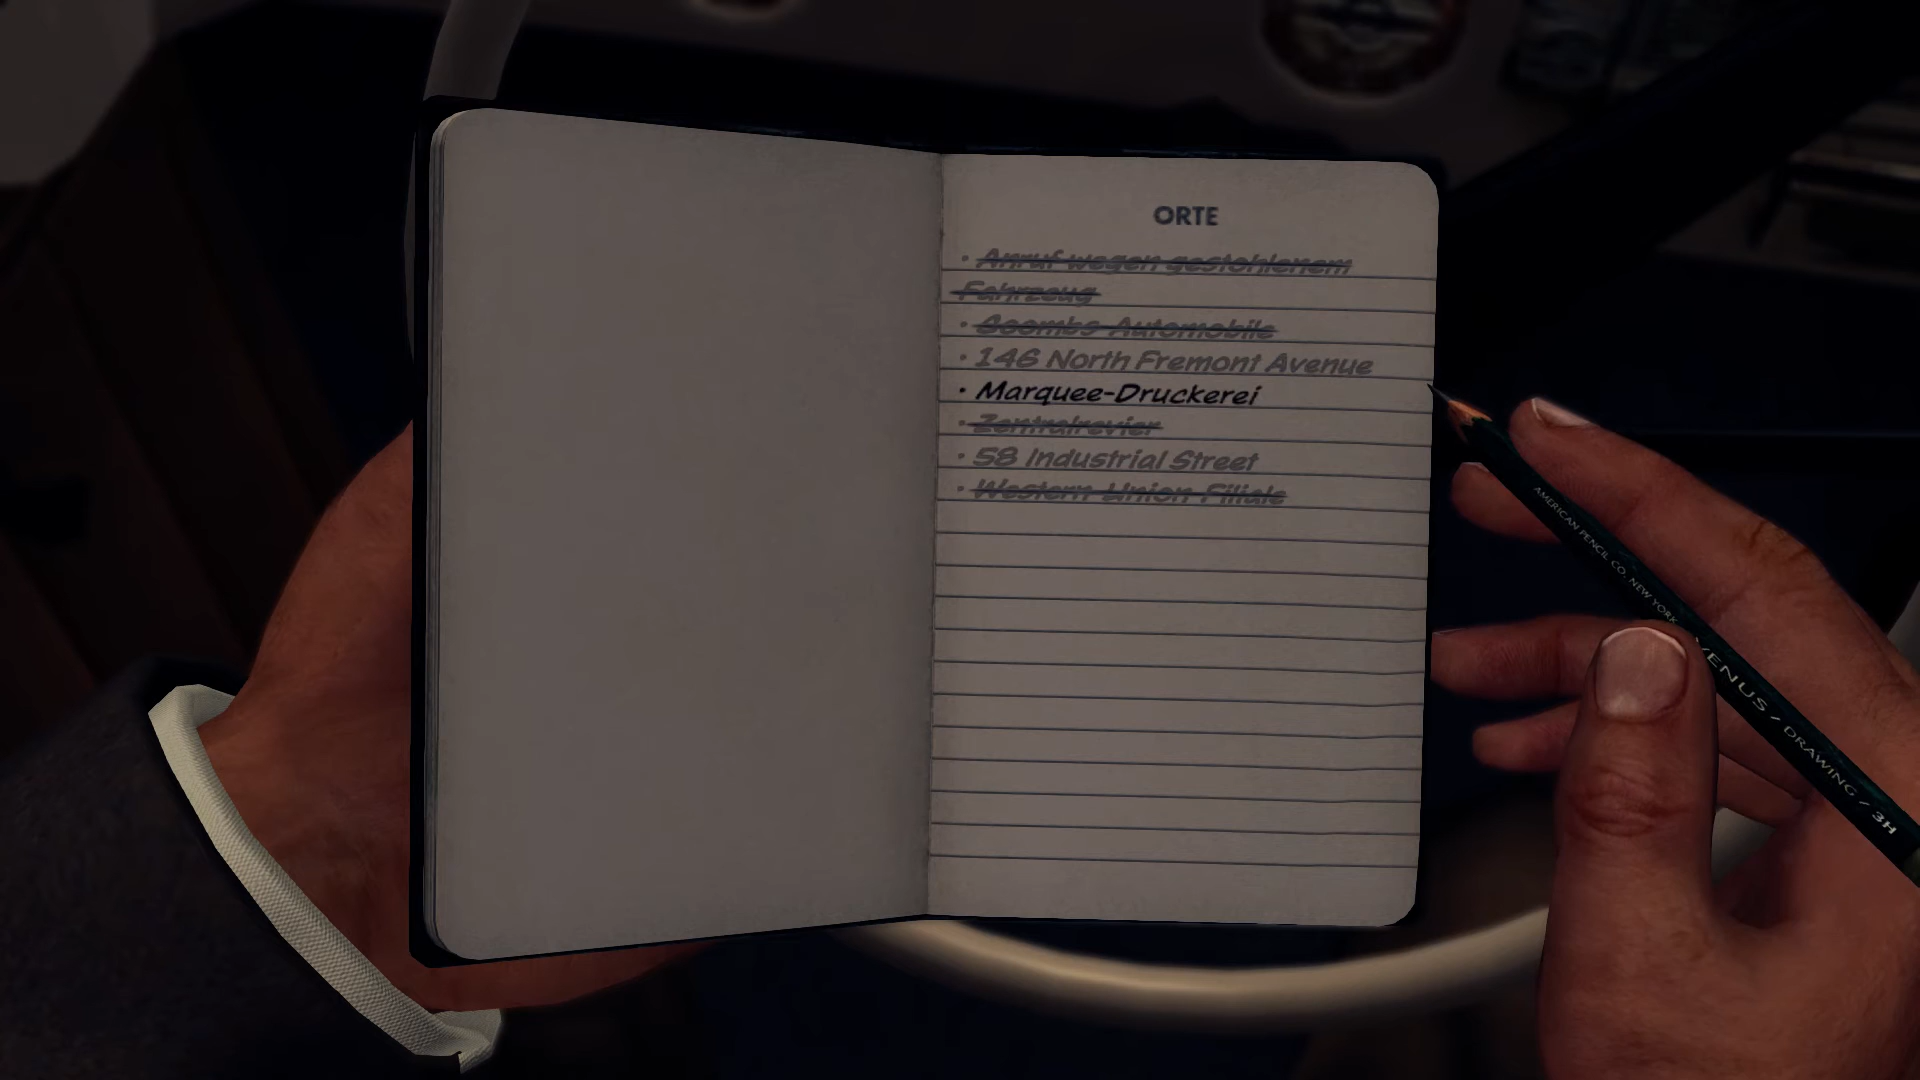 ORTE
· Anruf wegen gestohlenem
Fahrzeug
· Coombs Automobile
· 146 North Fremont Avenue
· Marquee-Druckerei
· Zentralrevier
· 58 Industrial Street
· Western Union Filiale
AMERICAN PENCIL CO. NEW YORK
VENUS / DRAWING / 3H